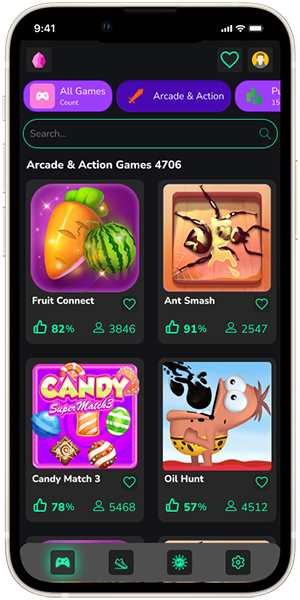 9:41
All Games
Count
Arcade & Action
Pu
15
Search...
Arcade & Action Games 4706
Fruit Connect
82%
3846
Ant Smash
91%
2547
CANDY
SuperMatch3
Candy Match 3
78%
5468
Oil Hunt
57%
4512